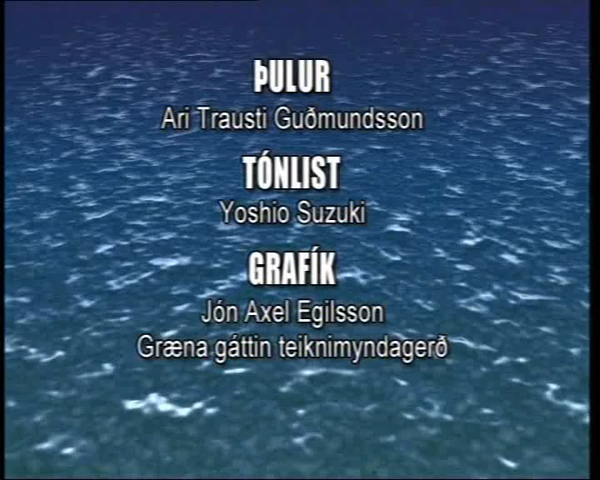 ÞULUR
Ari Trausti Guðmundsson
TÓNLIST
Yoshio Suzuki
GRAFÍK
Jón Axel Egilsson
Græna gáttin teiknimyndagerð